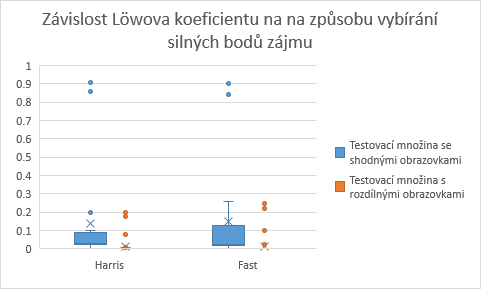 Závislost Löwova koeficientu na na způsobu vybírání
silných bodů zájmu
1
0.9
0.8
0.7
0.6
0.5
0.4
0.3
0.2
0.1
0
Harris
Fast
Testovací množina se
shodnými obrazovkami
Testovací množina s
rozdílnými obrazovkami